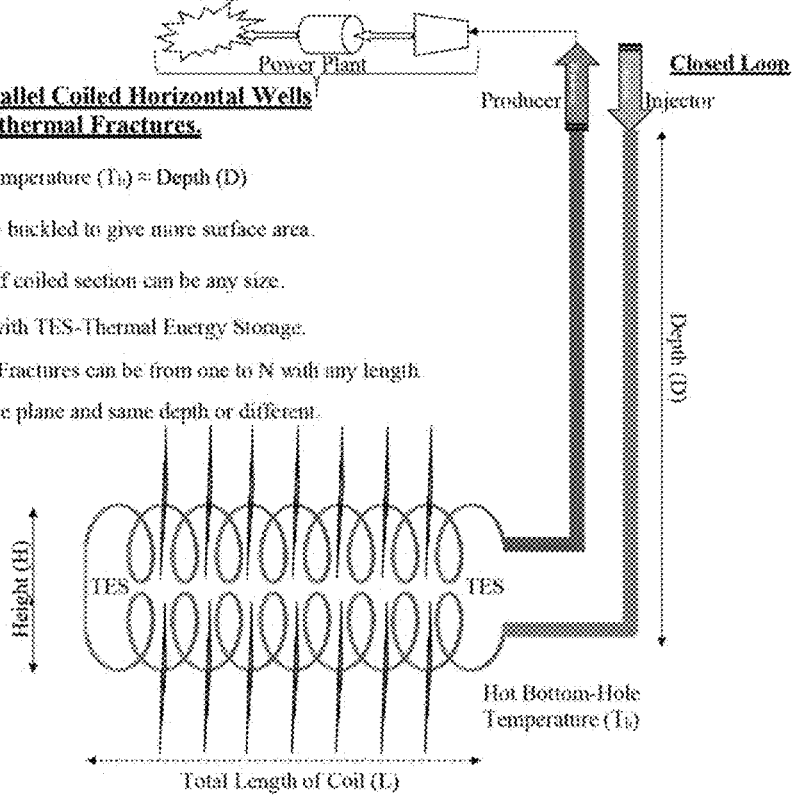 Power Plant
Closed Loop
allel Coiled Horizontal Wells
thermal Fractures.
Producer
Injector
mperature (Tₕ) ≈ Depth (D)
buckled to give more surface area.
f coiled section can be any size.
with TES-Thermal Energy Storage.
Fractures can be from one to N with any length
e plane and same depth or different.
Depth (D)
Height (H)
TES
TES
Hot Bottom-Hole
Temperature (Tₕ)
Total Length of Coil (L)